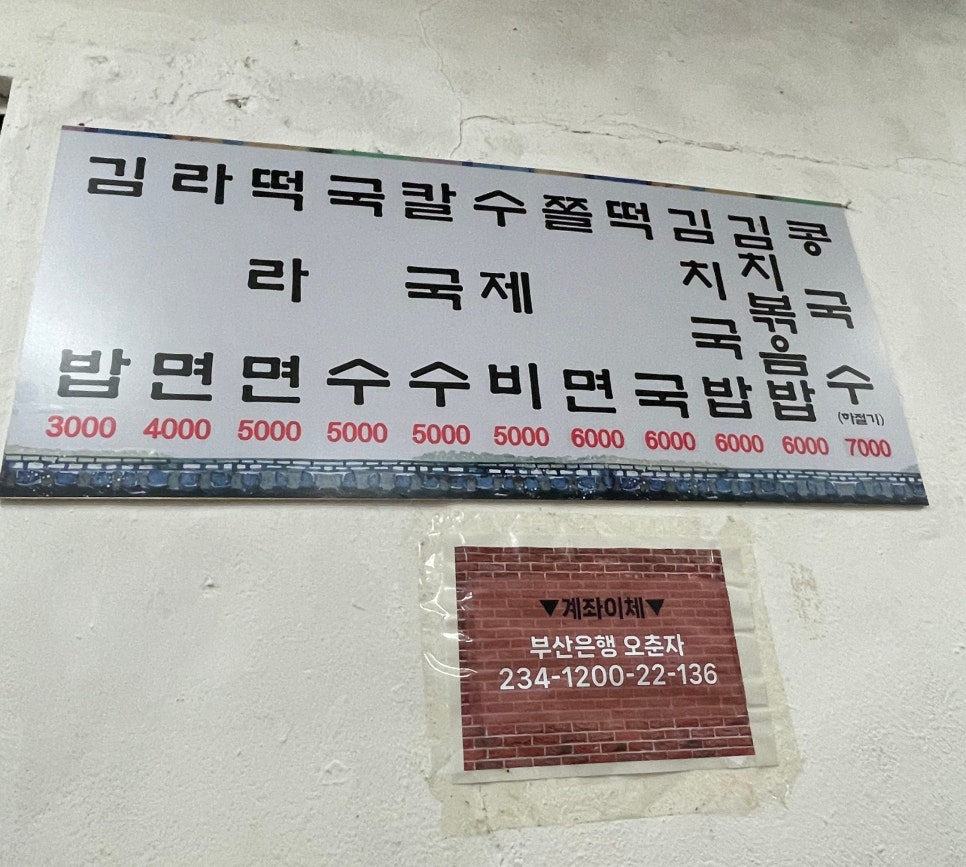 김밥 3000
라면 4000
떡라면 5000
국수 5000
칼국수 5000
수제비 5000
쫄면 6000
떡국 6000
김치국밥 6000
김치볶음밥 6000
콩국수 (하절기) 7000
▼계좌이체▼
부산은행 오춘자
234-1200-22-136